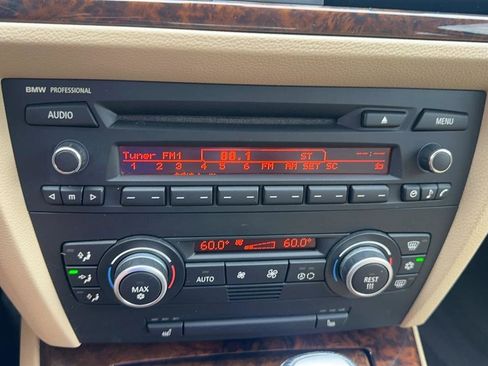 BMW PROFESSIONAL
AUDIO
MENU
Tuner FM1 88.1 ST --:--
1 2 3 4 5 6 FM AM SET SC
m
60.0° 60.0°
AUTO
MAX
REST